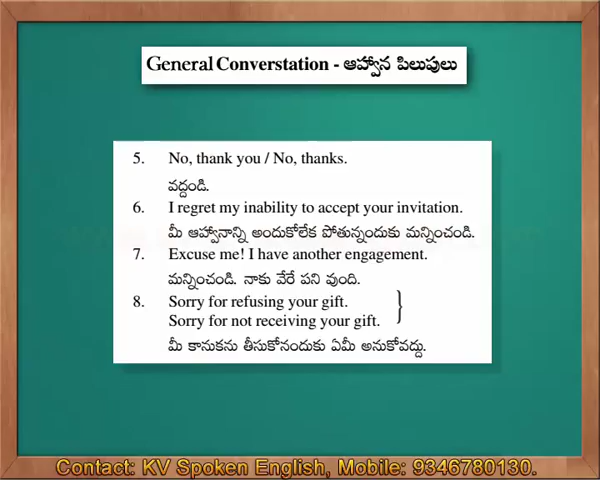 General Converstation - ఆహ్వాన పిలుపులు
5. No, thank you / No, thanks.
వద్దండి.
6. I regret my inability to accept your invitation.
మీ ఆహ్వానాన్ని అందుకోలేక పోతున్నందుకు మన్నించండి.
7. Excuse me! I have another engagement.
మన్నించండి. నాకు వేరే పని వుంది.
8. Sorry for refusing your gift.
Sorry for not receiving your gift. }
మీ కానుకను తీసుకోనందుకు ఏమీ అనుకోవద్దు.
Contact: KV Spoken English, Mobile: 9346780130.